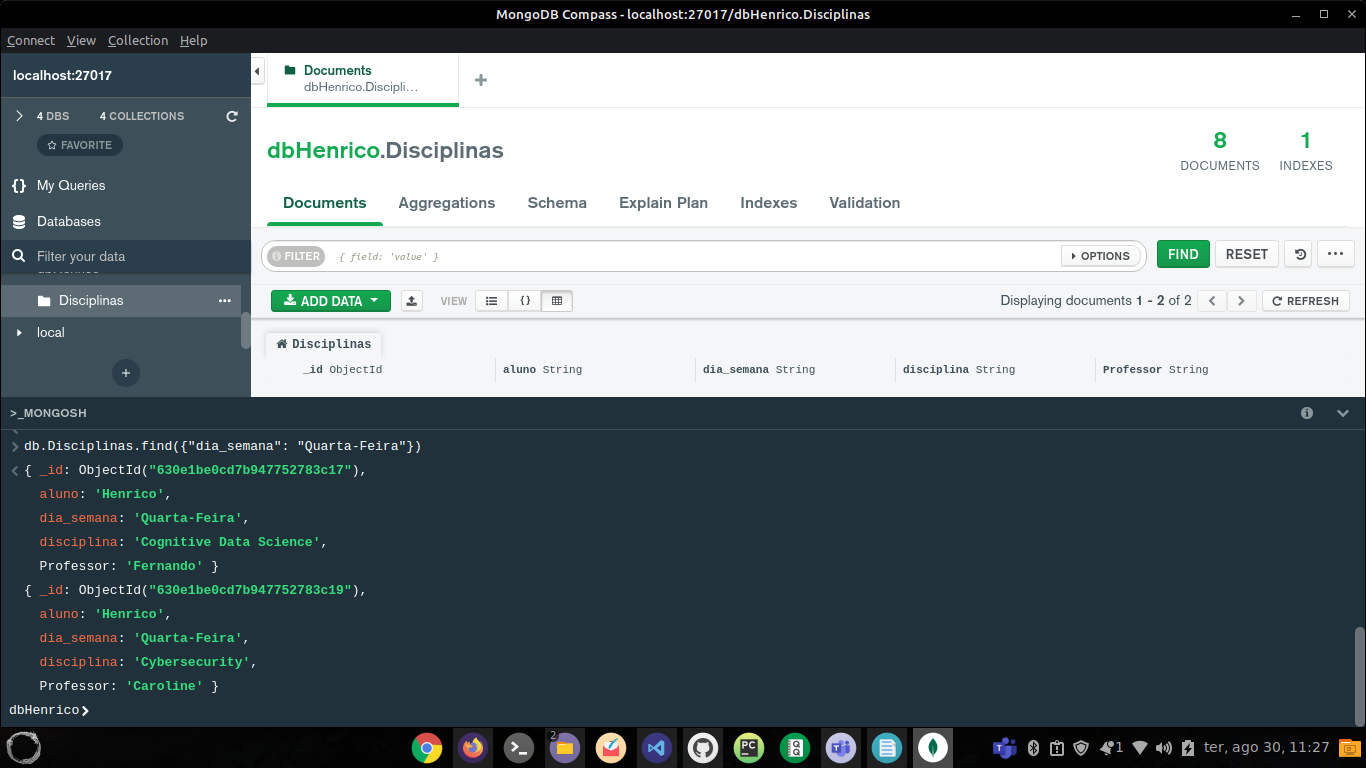 MongoDB Compass - localhost:27017/dbHenrico.Disciplinas
Connect View Collection Help
localhost:27017
4 DBS 4 COLLECTIONS
FAVORITE
My Queries
Databases
Filter your data
Disciplinas
local
Documents
dbHenrico.Discipli...
dbHenrico.Disciplinas
8 DOCUMENTS
1 INDEXES
Documents Aggregations Schema Explain Plan Indexes Validation
FILTER { field: 'value' } OPTIONS FIND RESET
ADD DATA VIEW Displaying documents 1 - 2 of 2 REFRESH
Disciplinas
_id ObjectId aluno String dia_semana String disciplina String Professor String
>_MONGOSH
db.Disciplinas.find({"dia_semana": "Quarta-Feira"})
{ _id: ObjectId("630e1be0cd7b947752783c17"),
aluno: 'Henrico',
dia_semana: 'Quarta-Feira',
disciplina: 'Cognitive Data Science',
Professor: 'Fernando' }
{ _id: ObjectId("630e1be0cd7b947752783c19"),
aluno: 'Henrico',
dia_semana: 'Quarta-Feira',
disciplina: 'Cybersecurity',
Professor: 'Caroline' }
dbHenrico>
2
PC
1 ter, ago 30, 11:27